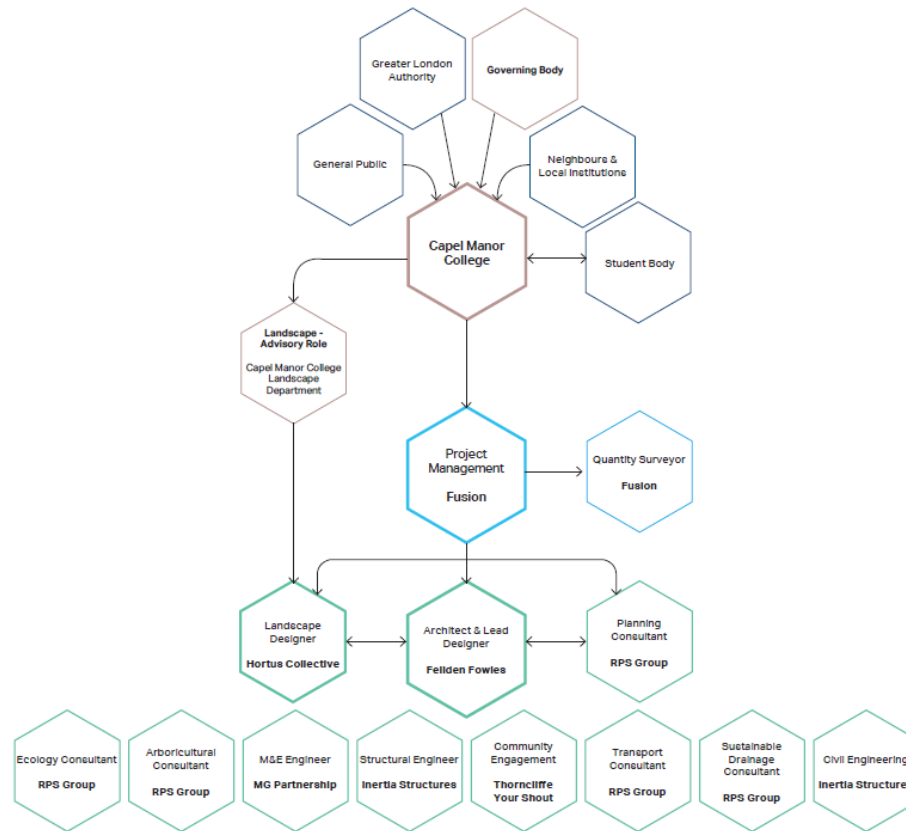 Greater London
Authority
Governing Body
General Public
Neighbours &
Local Institutions
Capel Manor
College
Student Body
Landscape -
Advisory Role
Capel Manor College
Landscape
Department
Project
Management
Fusion
Quantity Surveyor
Fusion
Landscape
Designer
Hortus Collective
Architect & Lead
Designer
Feilden Fowles
Planning
Consultant
RPS Group
Ecology Consultant
RPS Group
Arboricultural
Consultant
RPS Group
M&E Engineer
MG Partnership
Structural Engineer
Inertia Structures
Community
Engagement
Thorncliffe
Your Shout
Transport
Consultant
RPS Group
Sustainable
Drainage
Consultant
RPS Group
Civil Engineering
Inertia Structures